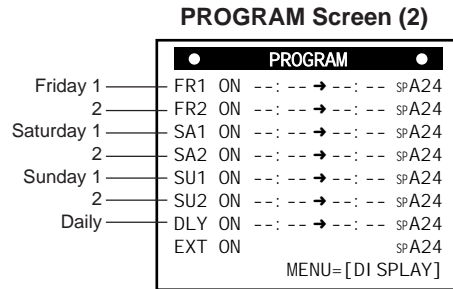 PROGRAM Screen (2)
● PROGRAM ●
Friday 1 FR1 ON --:-- ➜ --:-- SPA24
2 FR2 ON --:-- ➜ --:-- SPA24
Saturday 1 SA1 ON --:-- ➜ --:-- SPA24
2 SA2 ON --:-- ➜ --:-- SPA24
Sunday 1 SU1 ON --:-- ➜ --:-- SPA24
2 SU2 ON --:-- ➜ --:-- SPA24
Daily DLY ON --:-- ➜ --:-- SPA24
EXT ON SPA24
MENU=[DISPLAY]